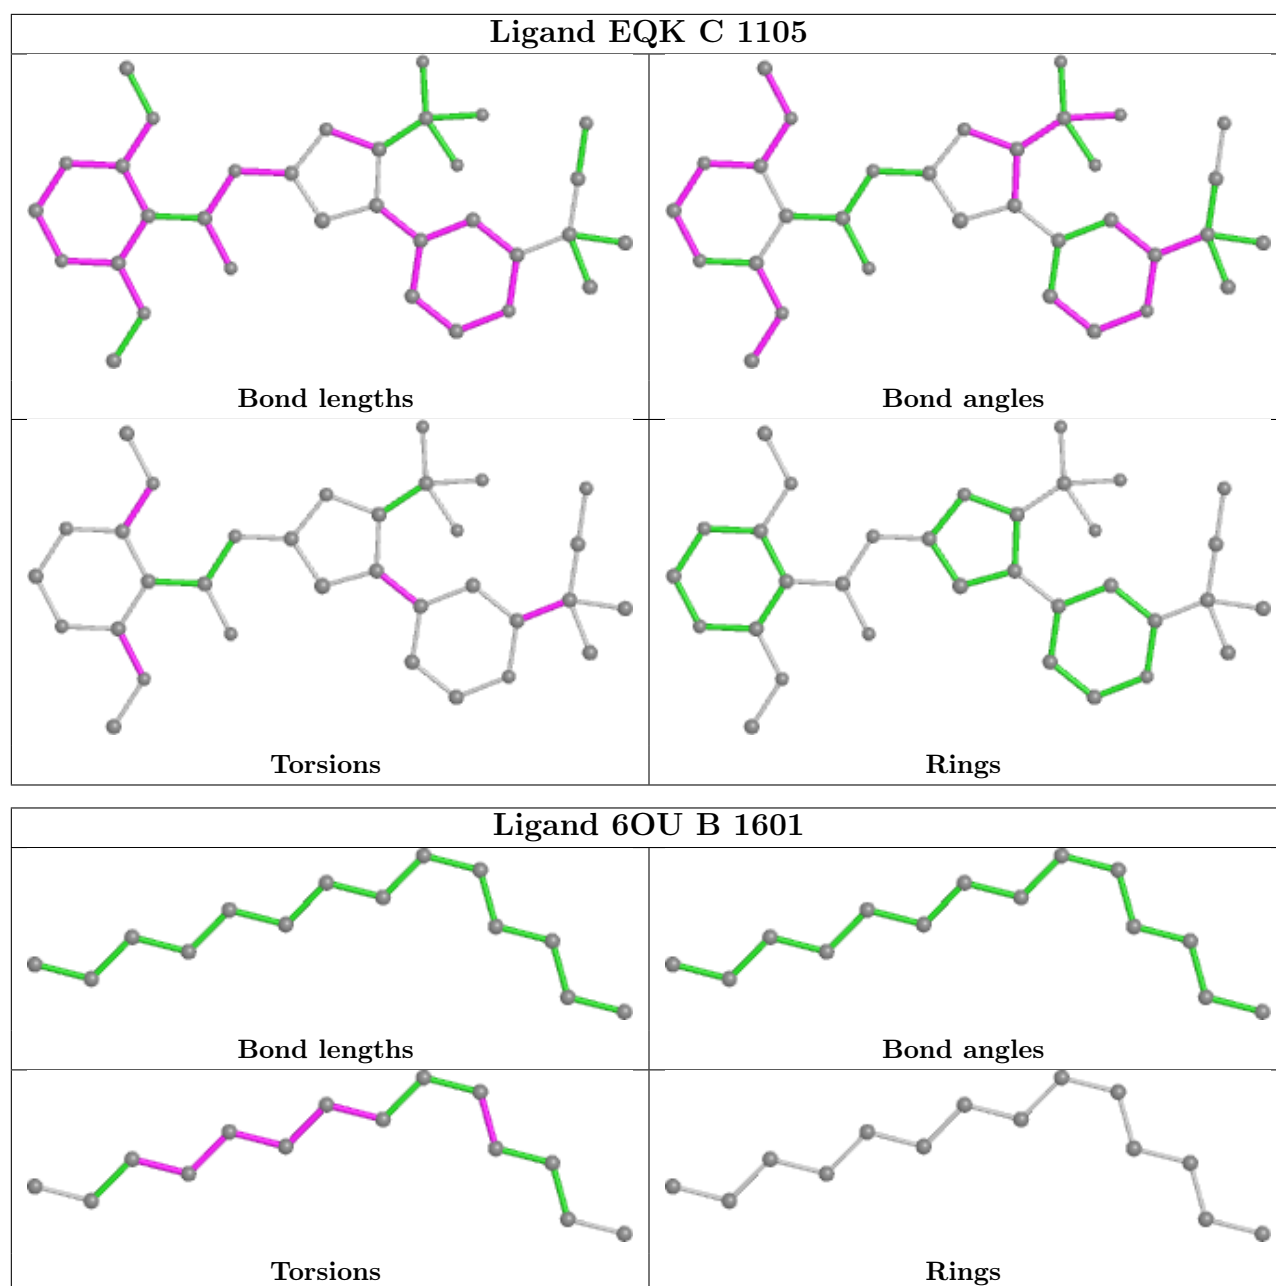 Ligand EQK C 1105
Bond lengths
Bond angles
Torsions
Rings
Ligand 6OU B 1601
Bond lengths
Bond angles
Torsions
Rings